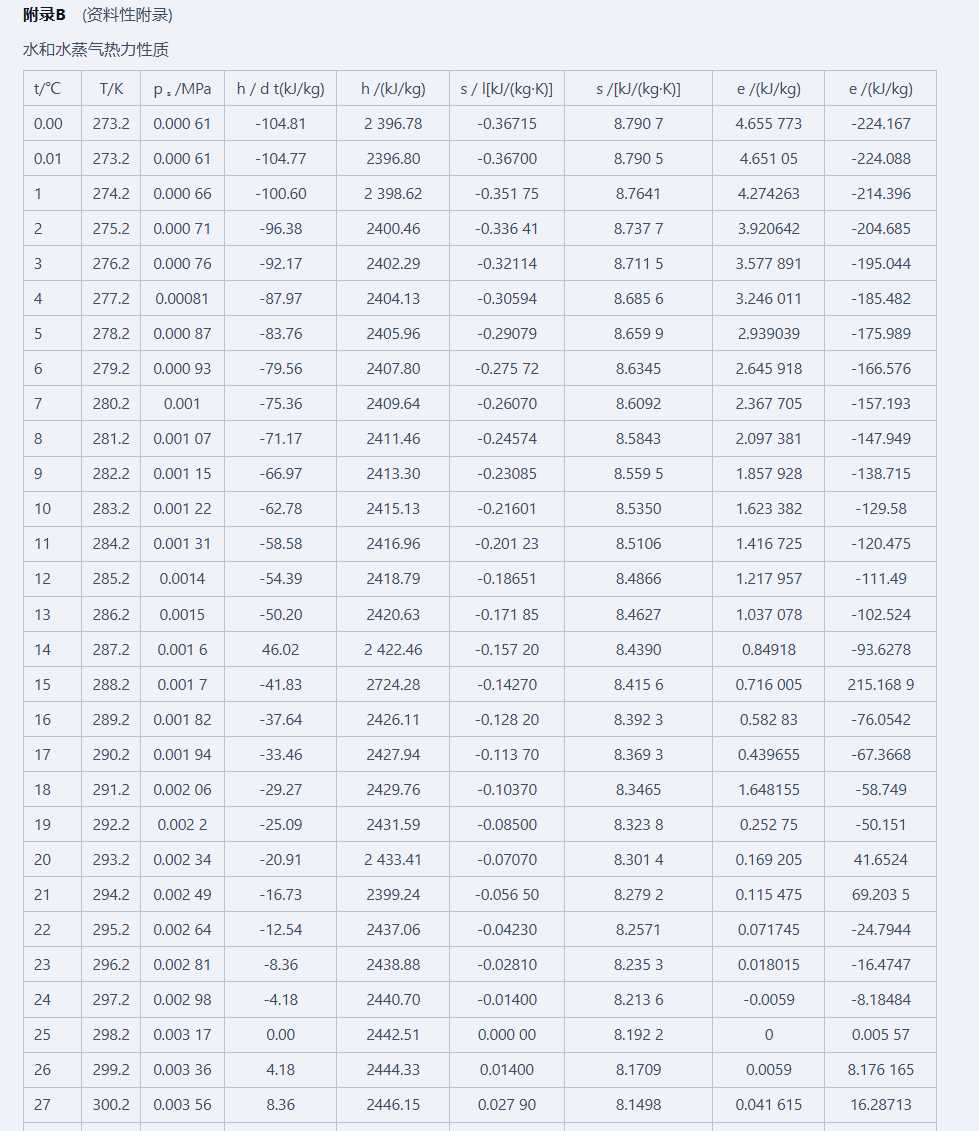 附录B (资料性附录)
水和水蒸气热力性质
t/℃ T/K p ₛ /MPa h / d t(kJ/kg) h /(kJ/kg) s / l[kJ/(kg·K)] s /[kJ/(kg·K)] e /(kJ/kg) e /(kJ/kg)
0.00 273.2 0.000 61 -104.81 2 396.78 -0.36715 8.790 7 4.655 773 -224.167
0.01 273.2 0.000 61 -104.77 2396.80 -0.36700 8.790 5 4.651 05 -224.088
1 274.2 0.000 66 -100.60 2 398.62 -0.351 75 8.7641 4.274263 -214.396
2 275.2 0.000 71 -96.38 2400.46 -0.336 41 8.737 7 3.920642 -204.685
3 276.2 0.000 76 -92.17 2402.29 -0.32114 8.711 5 3.577 891 -195.044
4 277.2 0.00081 -87.97 2404.13 -0.30594 8.685 6 3.246 011 -185.482
5 278.2 0.000 87 -83.76 2405.96 -0.29079 8.659 9 2.939039 -175.989
6 279.2 0.000 93 -79.56 2407.80 -0.275 72 8.6345 2.645 918 -166.576
7 280.2 0.001 -75.36 2409.64 -0.26070 8.6092 2.367 705 -157.193
8 281.2 0.001 07 -71.17 2411.46 -0.24574 8.5843 2.097 381 -147.949
9 282.2 0.001 15 -66.97 2413.30 -0.23085 8.559 5 1.857 928 -138.715
10 283.2 0.001 22 -62.78 2415.13 -0.21601 8.5350 1.623 382 -129.58
11 284.2 0.001 31 -58.58 2416.96 -0.201 23 8.5106 1.416 725 -120.475
12 285.2 0.0014 -54.39 2418.79 -0.18651 8.4866 1.217 957 -111.49
13 286.2 0.0015 -50.20 2420.63 -0.171 85 8.4627 1.037 078 -102.524
14 287.2 0.001 6 46.02 2 422.46 -0.157 20 8.4390 0.84918 -93.6278
15 288.2 0.001 7 -41.83 2724.28 -0.14270 8.415 6 0.716 005 215.168 9
16 289.2 0.001 82 -37.64 2426.11 -0.128 20 8.392 3 0.582 83 -76.0542
17 290.2 0.001 94 -33.46 2427.94 -0.113 70 8.369 3 0.439655 -67.3668
18 291.2 0.002 06 -29.27 2429.76 -0.10370 8.3465 1.648155 -58.749
19 292.2 0.002 2 -25.09 2431.59 -0.08500 8.323 8 0.252 75 -50.151
20 293.2 0.002 34 -20.91 2 433.41 -0.07070 8.301 4 0.169 205 41.6524
21 294.2 0.002 49 -16.73 2399.24 -0.056 50 8.279 2 0.115 475 69.203 5
22 295.2 0.002 64 -12.54 2437.06 -0.04230 8.2571 0.071745 -24.7944
23 296.2 0.002 81 -8.36 2438.88 -0.02810 8.235 3 0.018015 -16.4747
24 297.2 0.002 98 -4.18 2440.70 -0.01400 8.213 6 -0.0059 -8.18484
25 298.2 0.003 17 0.00 2442.51 0.000 00 8.192 2 0 0.005 57
26 299.2 0.003 36 4.18 2444.33 0.01400 8.1709 0.0059 8.176 165
27 300.2 0.003 56 8.36 2446.15 0.027 90 8.1498 0.041 615 16.28713